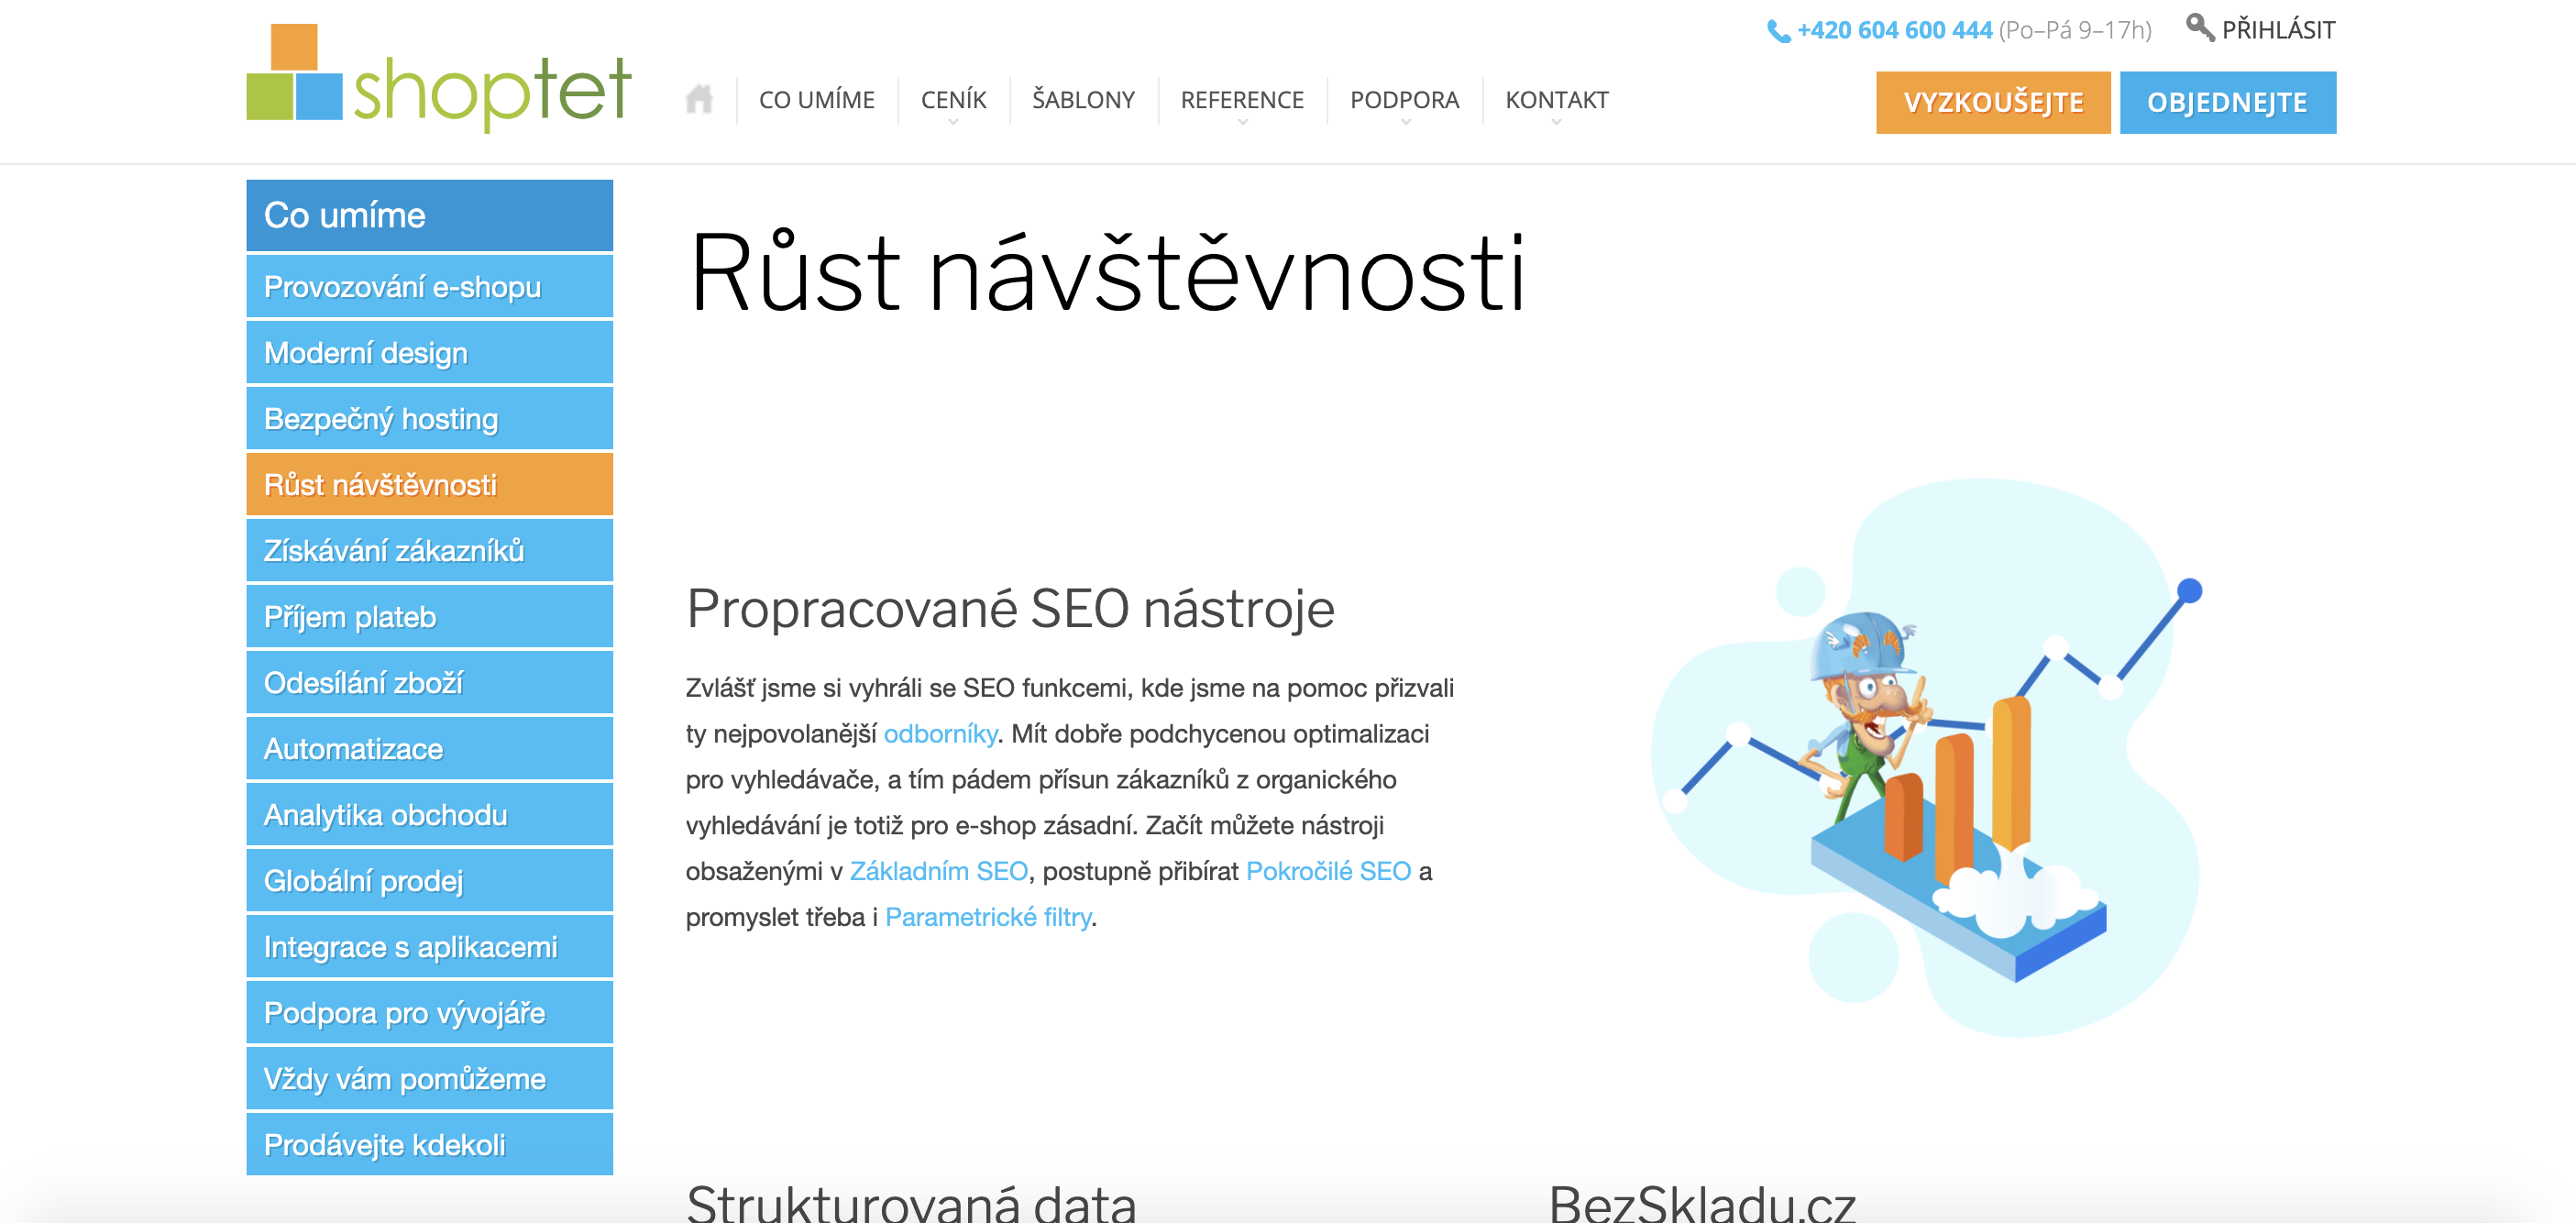 +420 604 600 444 (Po–Pá 9–17h) PŘIHLÁSIT
shoptet
CO UMÍME CENÍK ŠABLONY REFERENCE PODPORA KONTAKT
VYZKOUŠEJTE OBJEDNEJTE
Co umíme
Provozování e-shopu
Moderní design
Bezpečný hosting
Růst návštěvnosti
Získávání zákazníků
Příjem plateb
Odesílání zboží
Automatizace
Analytika obchodu
Globální prodej
Integrace s aplikacemi
Podpora pro vývojáře
Vždy vám pomůžeme
Prodávejte kdekoli
Růst návštěvnosti
Propracované SEO nástroje
Zvlášť jsme si vyhráli se SEO funkcemi, kde jsme na pomoc přizvali
ty nejpovolanější odborníky. Mít dobře podchycenou optimalizaci
pro vyhledávače, a tím pádem přísun zákazníků z organického
vyhledávání je totiž pro e-shop zásadní. Začít můžete nástroji
obsaženými v Základním SEO, postupně přibírat Pokročilé SEO a
promyslet třeba i Parametrické filtry.
Strukturovaná data
BezSkladu.cz